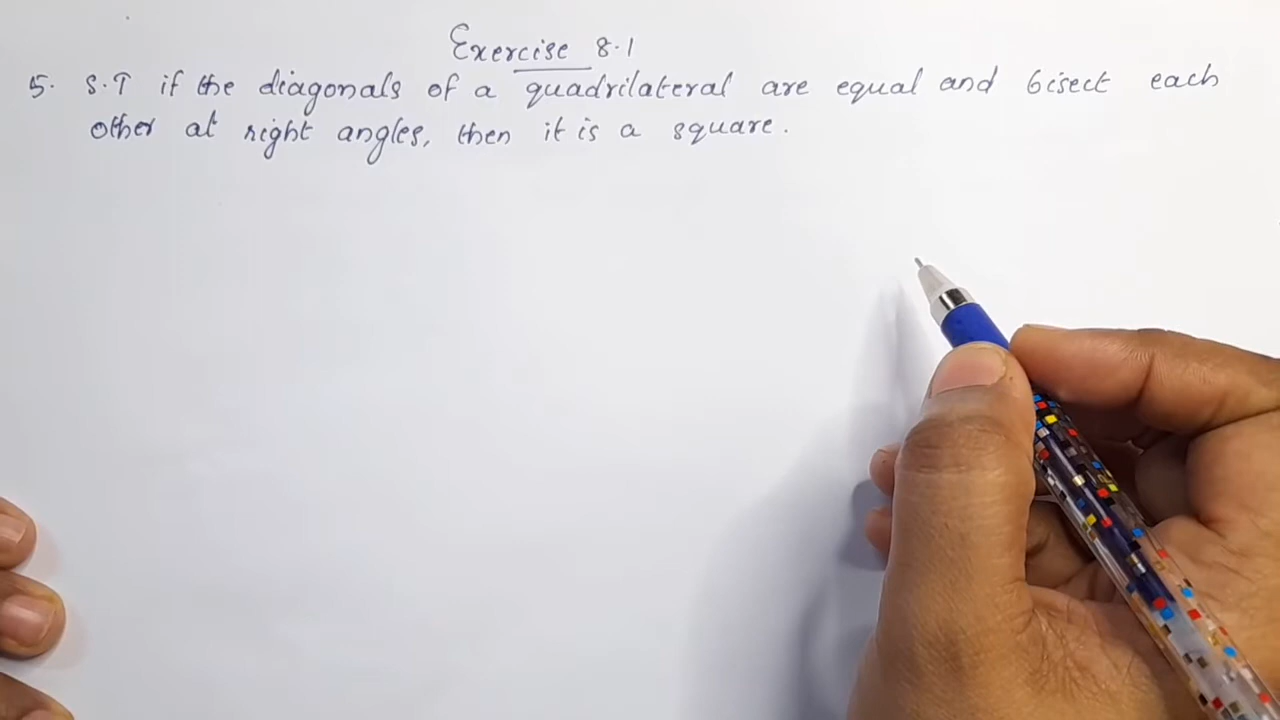 Exercise 8.1
5. S.T if the diagonals of a quadrilateral are equal and bisect each
other at right angles, then it is a square.